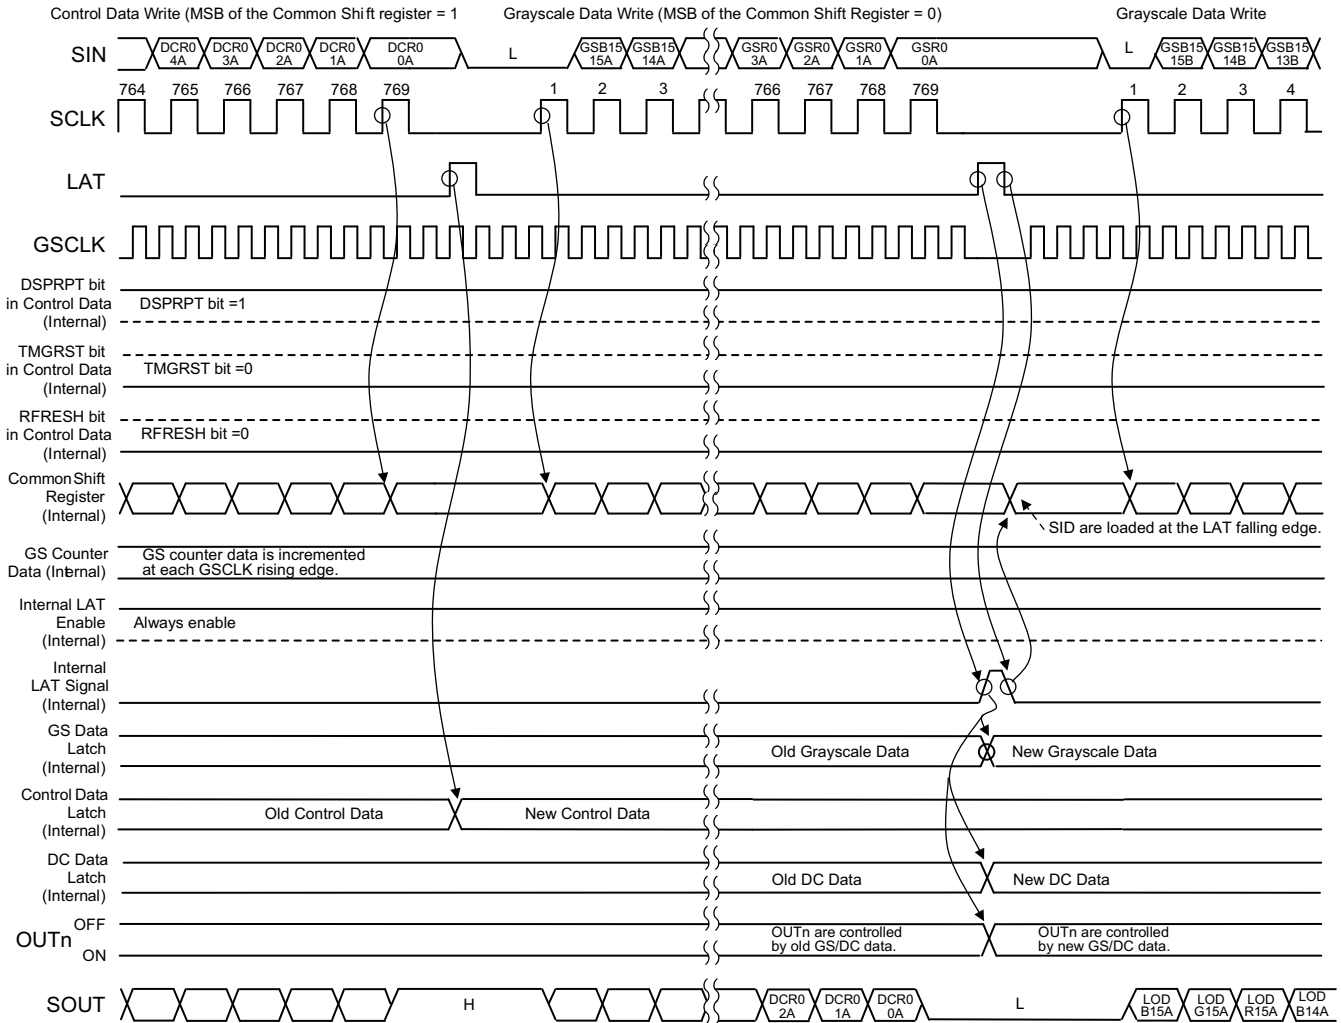 Control Data Write (MSB of the Common Shift register = 1
Grayscale Data Write (MSB of the Common Shift Register = 0)
Grayscale Data Write
SIN
DCR0 4A
DCR0 3A
DCR0 2A
DCR0 1A
DCR0 0A
L
GSB15 15A
GSB15 14A
GSR0 3A
GSR0 2A
GSR0 1A
GSR0 0A
L
GSB15 15B
GSB15 14B
GSB15 13B
SCLK
764 765 766 767 768 769 1 2 3 766 767 768 769 1 2 3 4
LAT
GSCLK
DSPRPT bit
in Control Data
(Internal)
DSPRPT bit =1
TMGRST bit
in Control Data
(Internal)
TMGRST bit =0
RFRESH bit
in Control Data
(Internal)
RFRESH bit =0
Common Shift
Register
(Internal)
SID are loaded at the LAT falling edge.
GS Counter
Data (Internal)
GS counter data is incremented
at each GSCLK rising edge.
Internal LAT
Enable
(Internal)
Always enable
Internal
LAT Signal
(Internal)
GS Data
Latch
(Internal)
Old Grayscale Data
New Grayscale Data
Control Data
Latch
(Internal)
Old Control Data
New Control Data
DC Data
Latch
(Internal)
Old DC Data
New DC Data
OUTn
OFF
ON
OUTn are controlled
by old GS/DC data.
OUTn are controlled
by new GS/DC data.
SOUT
H
DCR0 2A
DCR0 1A
DCR0 0A
L
LOD B15A
LOD G15A
LOD R15A
LOD B14A